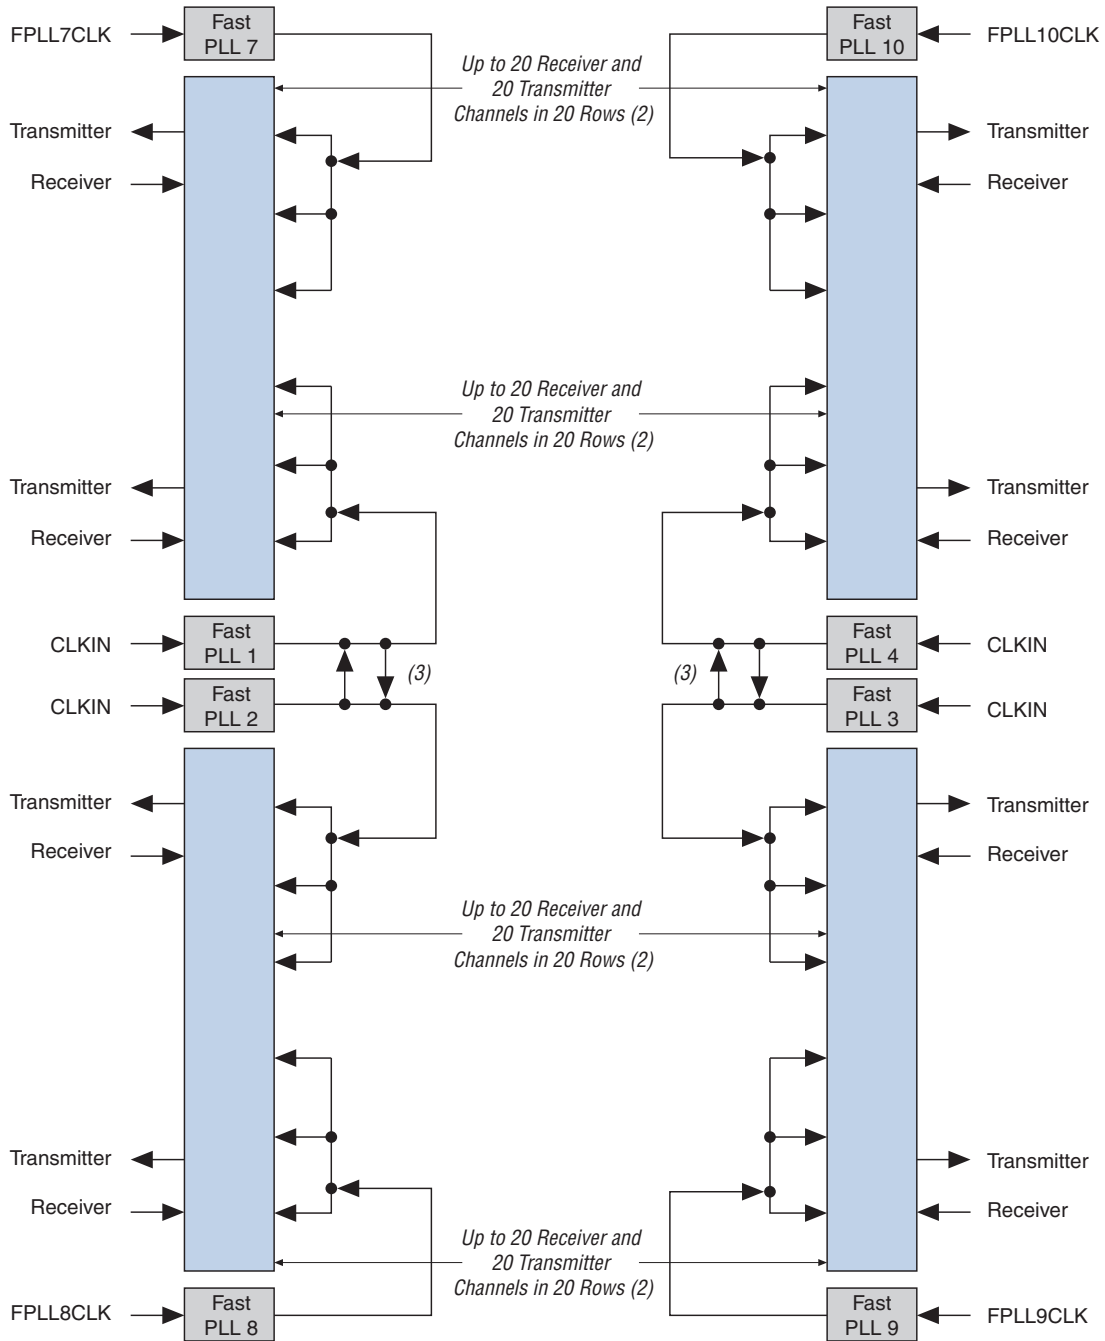 FPLL7CLK
Fast
PLL 7
Fast
PLL 10
FPLL10CLK
Up to 20 Receiver and
20 Transmitter
Channels in 20 Rows (2)
Transmitter
Transmitter
Receiver
Receiver
Up to 20 Receiver and
20 Transmitter
Channels in 20 Rows (2)
Transmitter
Transmitter
Receiver
Receiver
CLKIN
Fast
PLL 1
Fast
PLL 4
CLKIN
(3)
(3)
CLKIN
Fast
PLL 2
Fast
PLL 3
CLKIN
Transmitter
Transmitter
Receiver
Receiver
Up to 20 Receiver and
20 Transmitter
Channels in 20 Rows (2)
Transmitter
Transmitter
Receiver
Receiver
Up to 20 Receiver and
20 Transmitter
Channels in 20 Rows (2)
FPLL8CLK
Fast
PLL 8
Fast
PLL 9
FPLL9CLK